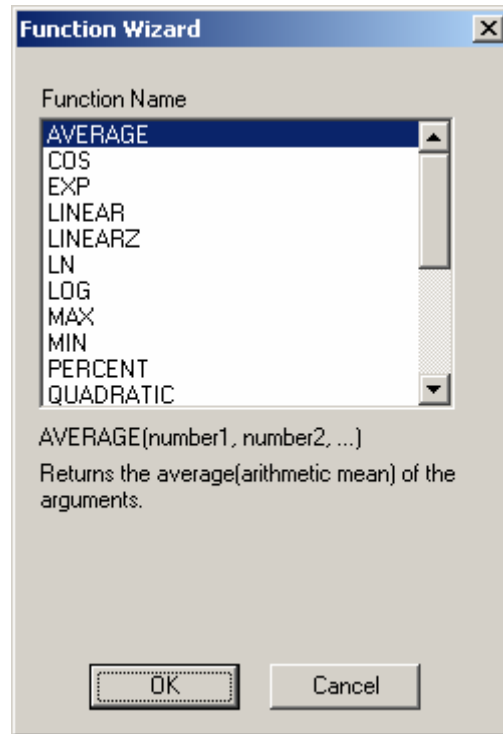 Function Wizard
Function Name
AVERAGE
COS
EXP
LINEAR
LINEARZ
LN
LOG
MAX
MIN
PERCENT
QUADRATIC
AVERAGE(number1, number2, ...)
Returns the average(arithmetic mean) of the
arguments.
OK
Cancel